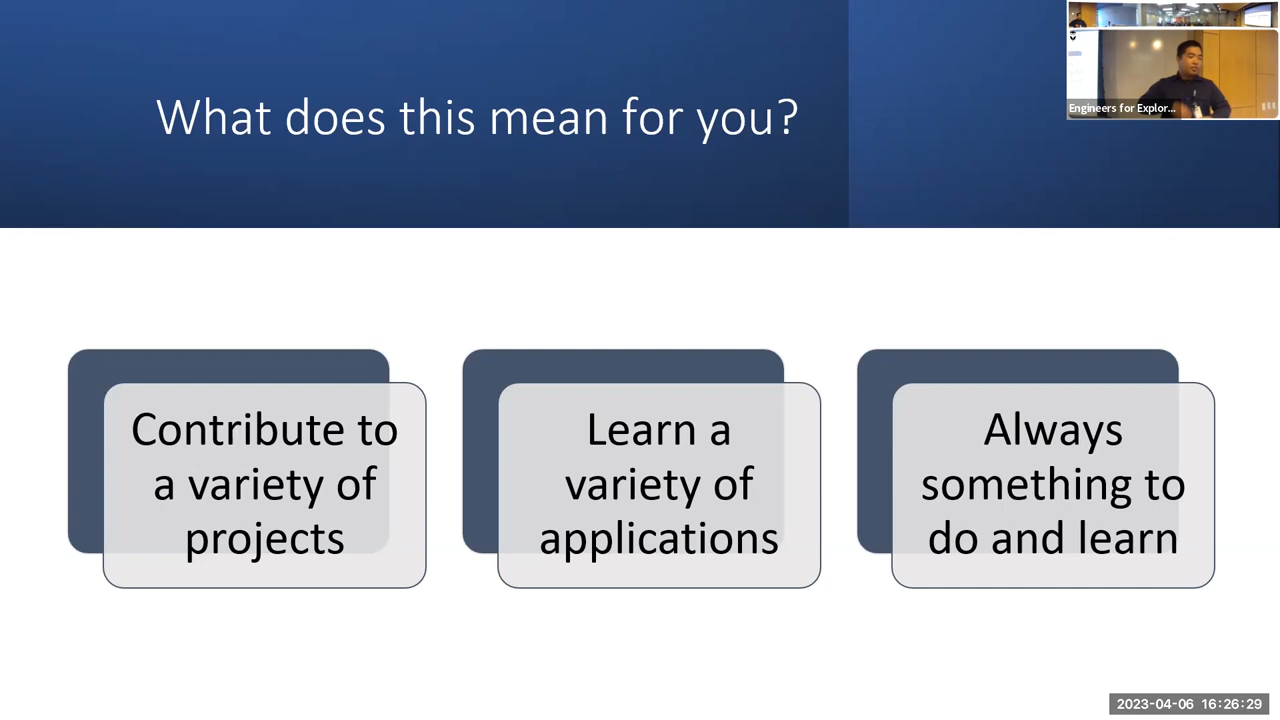 What does this mean for you?
Engineers for Explor...
Contribute to
a variety of
projects
Learn a
variety of
applications
Always
something to
do and learn
2023-04-06 16:26:29